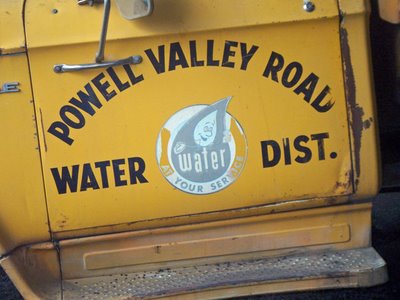 POWELL VALLEY ROAD
WATER DIST.
water
AT YOUR SERVICE